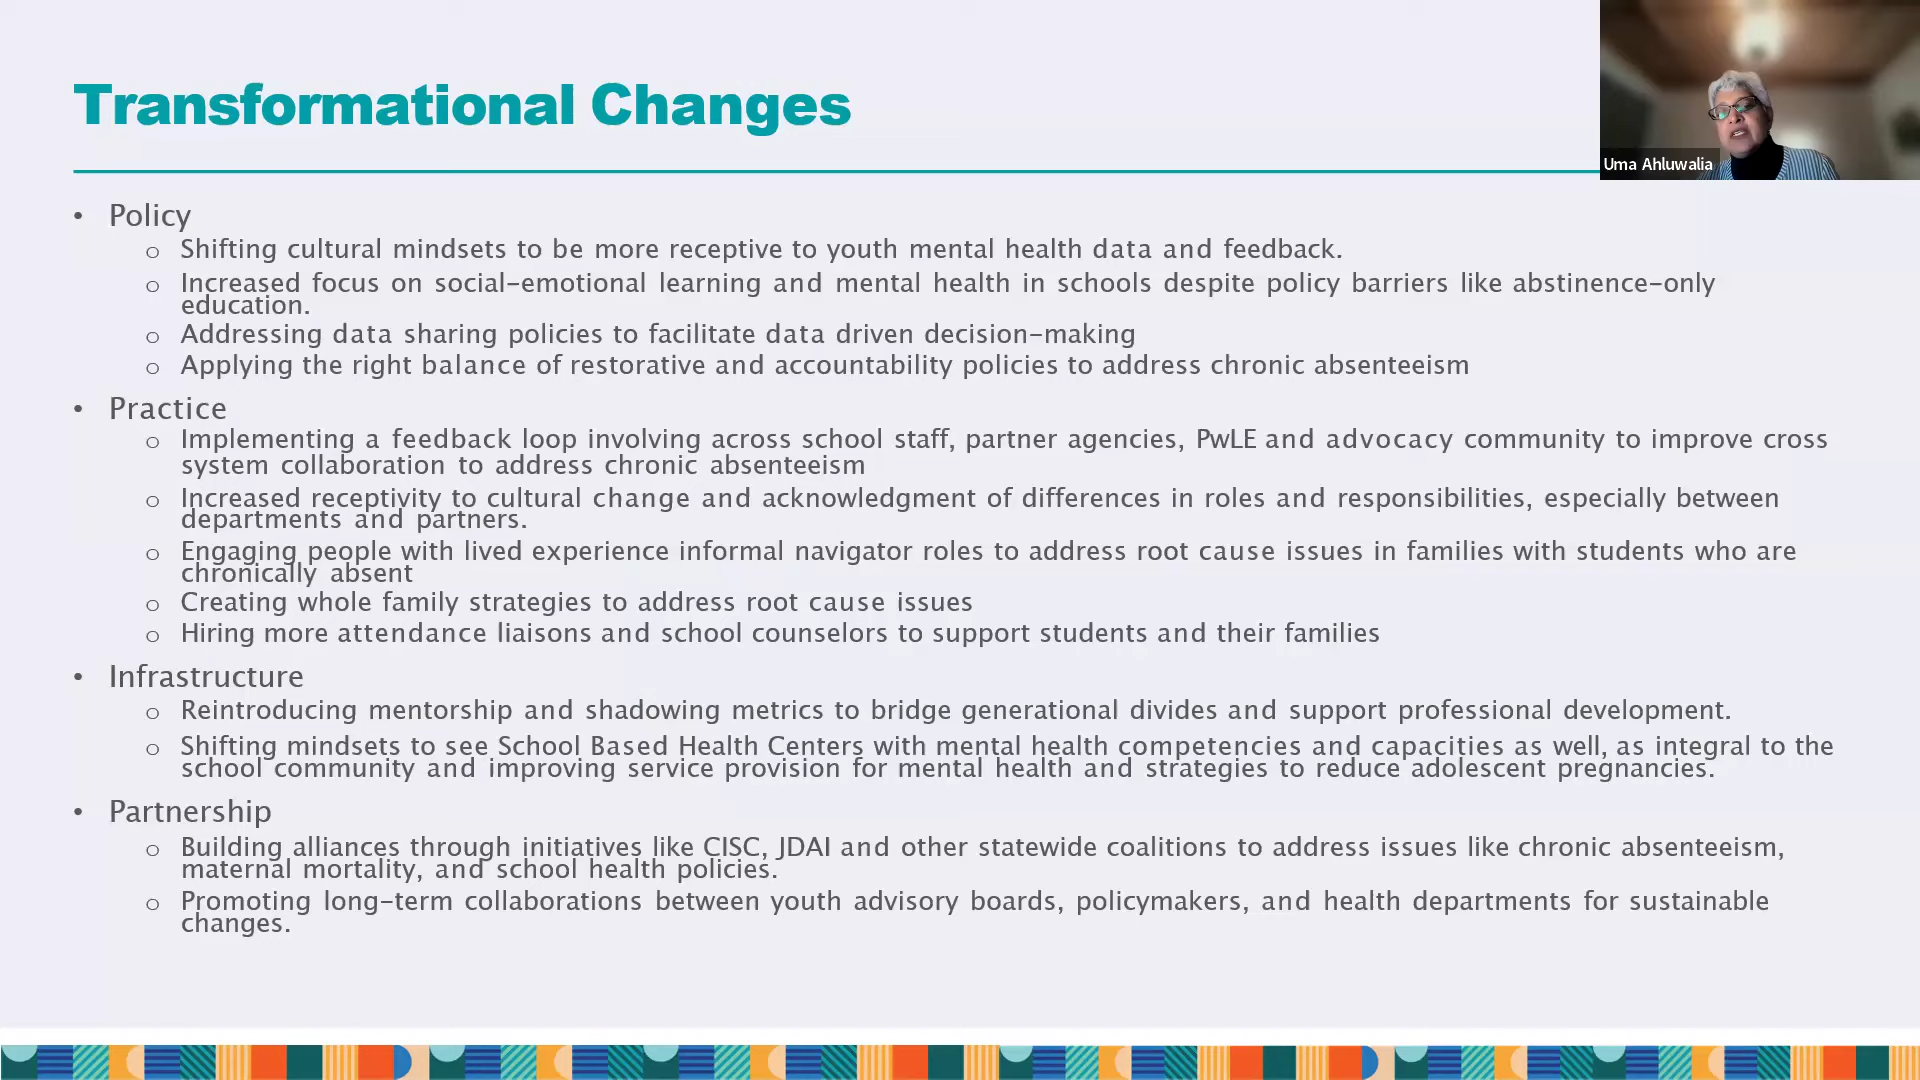 Transformational Changes
Uma Ahluwalia
• Policy
o Shifting cultural mindsets to be more receptive to youth mental health data and feedback.
o Increased focus on social-emotional learning and mental health in schools despite policy barriers like abstinence-only
education.
o Addressing data sharing policies to facilitate data driven decision-making
o Applying the right balance of restorative and accountability policies to address chronic absenteeism
• Practice
o Implementing a feedback loop involving across school staff, partner agencies, PwLE and advocacy community to improve cross
system collaboration to address chronic absenteeism
o Increased receptivity to cultural change and acknowledgment of differences in roles and responsibilities, especially between
departments and partners.
o Engaging people with lived experience informal navigator roles to address root cause issues in families with students who are
chronically absent
o Creating whole family strategies to address root cause issues
o Hiring more attendance liaisons and school counselors to support students and their families
• Infrastructure
o Reintroducing mentorship and shadowing metrics to bridge generational divides and support professional development.
o Shifting mindsets to see School Based Health Centers with mental health competencies and capacities as well, as integral to the
school community and improving service provision for mental health and strategies to reduce adolescent pregnancies.
• Partnership
o Building alliances through initiatives like CISC, JDAI and other statewide coalitions to address issues like chronic absenteeism,
maternal mortality, and school health policies.
o Promoting long-term collaborations between youth advisory boards, policymakers, and health departments for sustainable
changes.